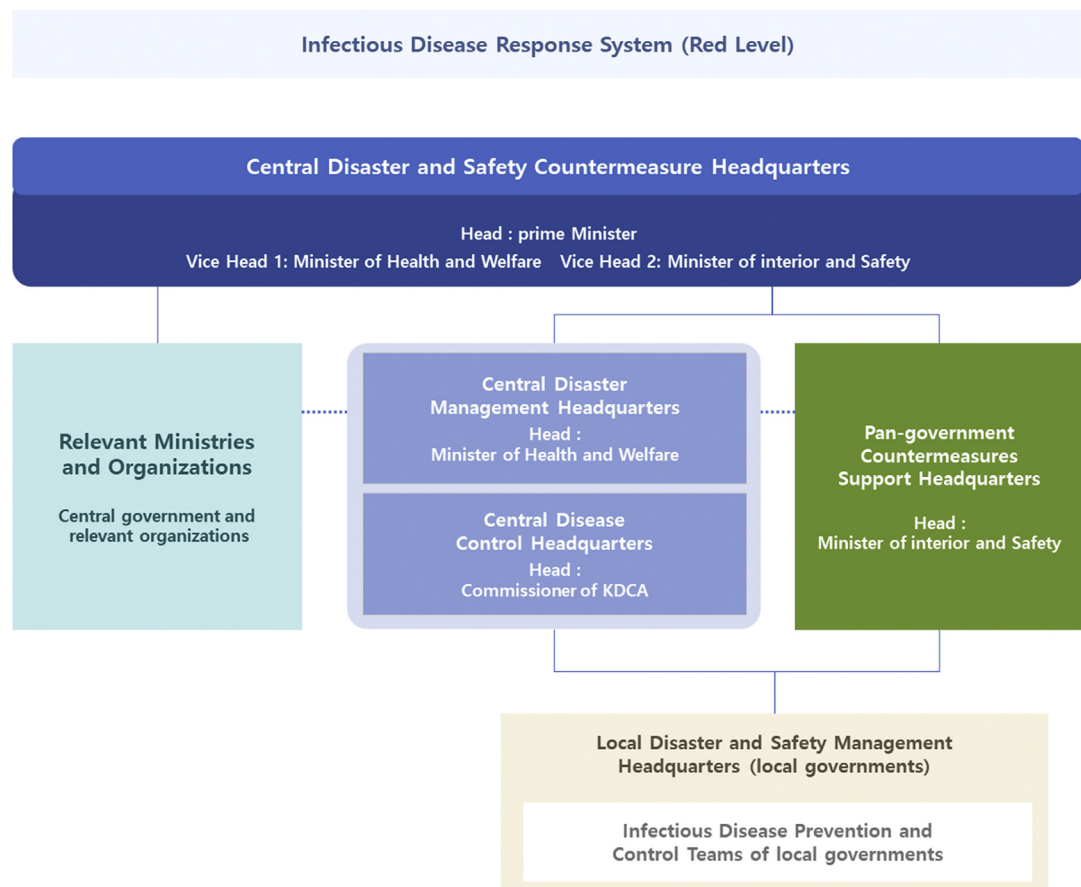 Infectious Disease Response System (Red Level)
Central Disaster and Safety Countermeasure Headquarters
Head : prime Minister
Vice Head 1: Minister of Health and Welfare Vice Head 2: Minister of interior and Safety
Relevant Ministries
and Organizations
Central government and
relevant organizations
Central Disaster
Management Headquarters
Head :
Minister of Health and Welfare
Central Disease
Control Headquarters
Head :
Commissioner of KDCA
Pan-government
Countermeasures
Support Headquarters
Head :
Minister of interior and Safety
Local Disaster and Safety Management
Headquarters (local governments)
Infectious Disease Prevention and
Control Teams of local governments